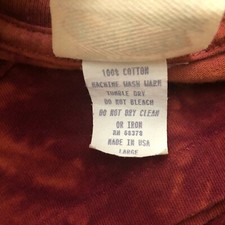 100% COTTON
MACHINE WASH WARM
TUMBLE DRY
DO NOT BLEACH
DO NOT DRY CLEAN
OR IRON
RN 68370
MADE IN USA
LARGE